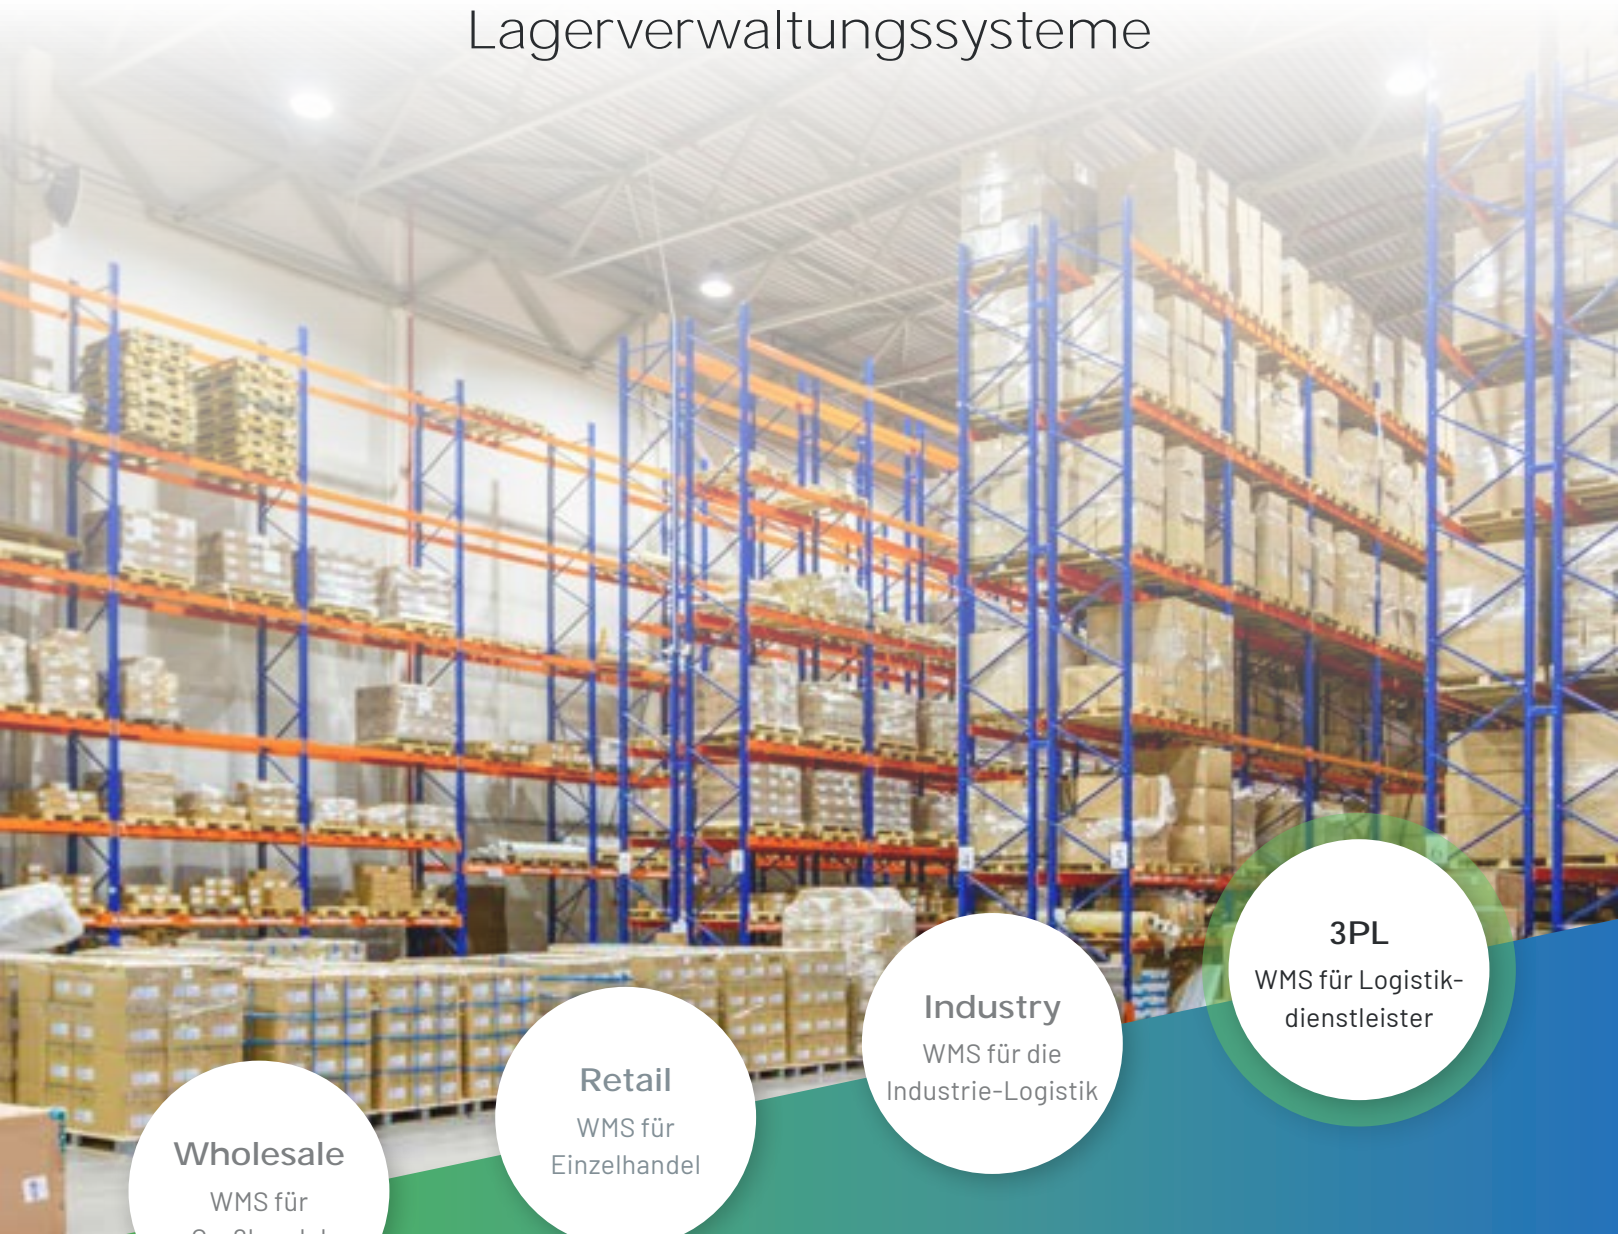 Lagerverwaltungssysteme
3PL
WMS für Logistik-
dienstleister
Industry
WMS für die
Industrie-Logistik
Retail
WMS für
Einzelhandel
Wholesale
WMS für